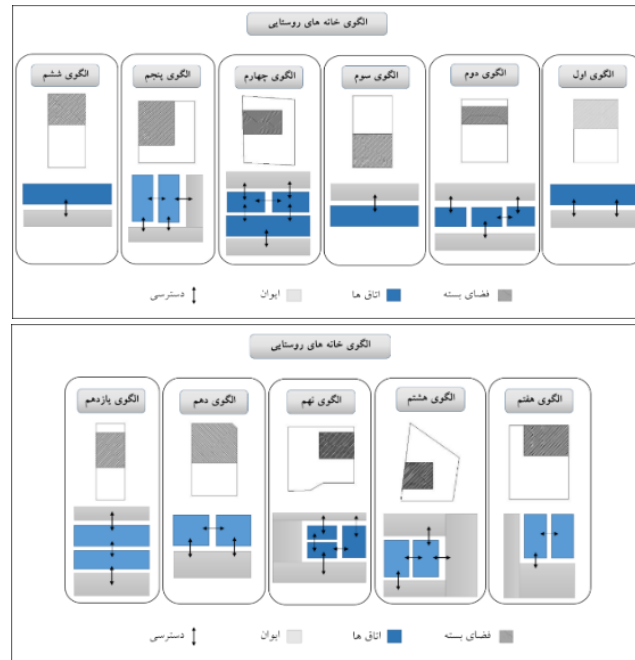 الگوی خانه های روستایی
الگوی اول
الگوی دوم
الگوی سوم
الگوی چهارم
الگوی پنجم
الگوی ششم
فضای بسته
اتاق ها
ایوان
دسترسی
الگوی خانه های روستایی
الگوی هفتم
الگوی هشتم
الگوی نهم
الگوی دهم
الگوی یازدهم
فضای بسته
اتاق ها
ایوان
دسترسی